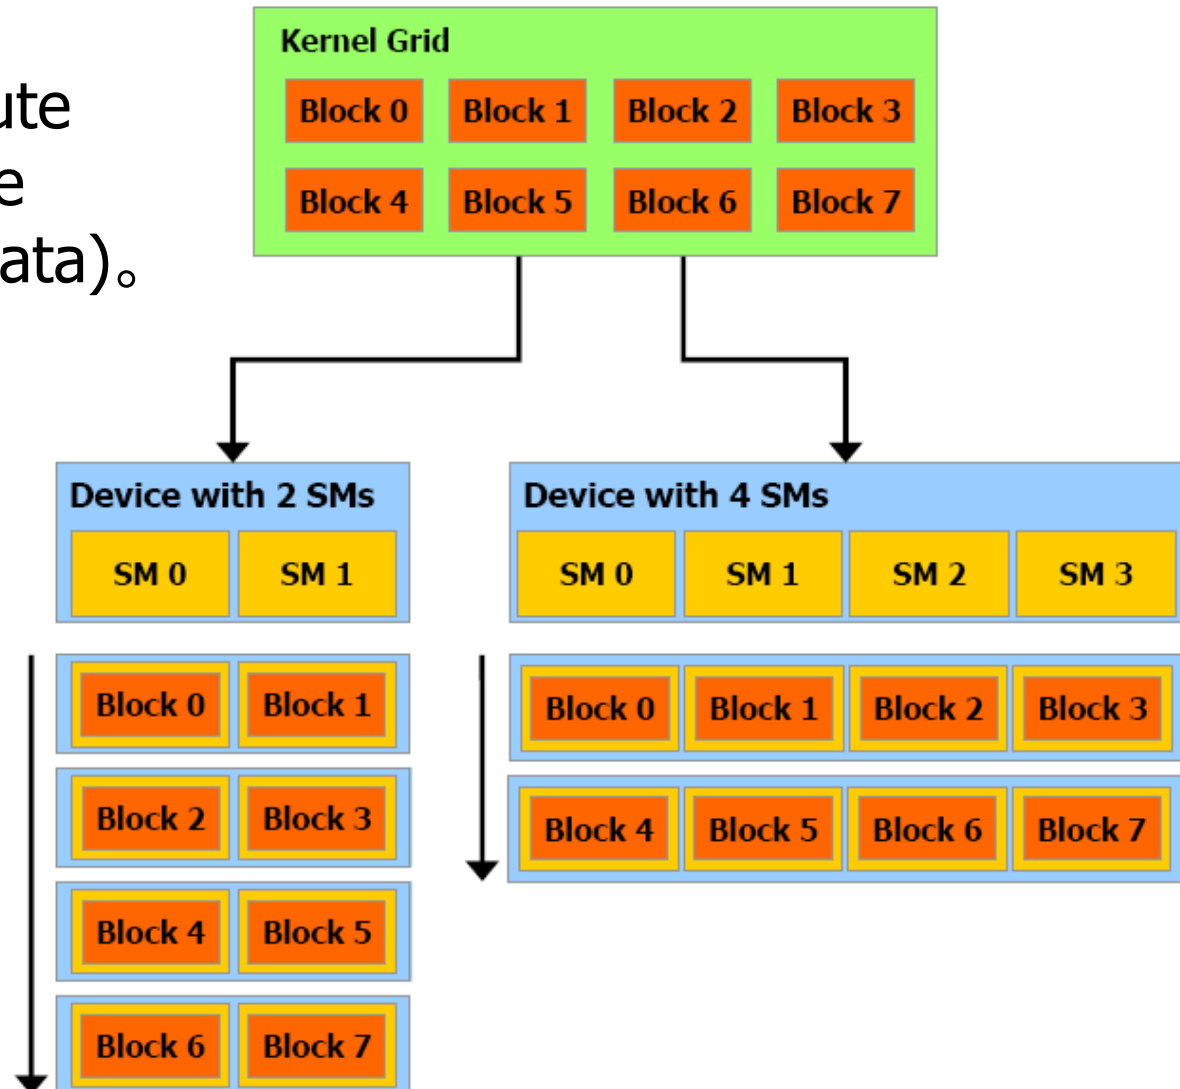 ute
e
ata)。
Kernel Grid
Block 0 Block 1 Block 2 Block 3
Block 4 Block 5 Block 6 Block 7
Device with 2 SMs
SM 0 SM 1
Block 0 Block 1
Block 2 Block 3
Block 4 Block 5
Block 6 Block 7
Device with 4 SMs
SM 0 SM 1 SM 2 SM 3
Block 0 Block 1 Block 2 Block 3
Block 4 Block 5 Block 6 Block 7